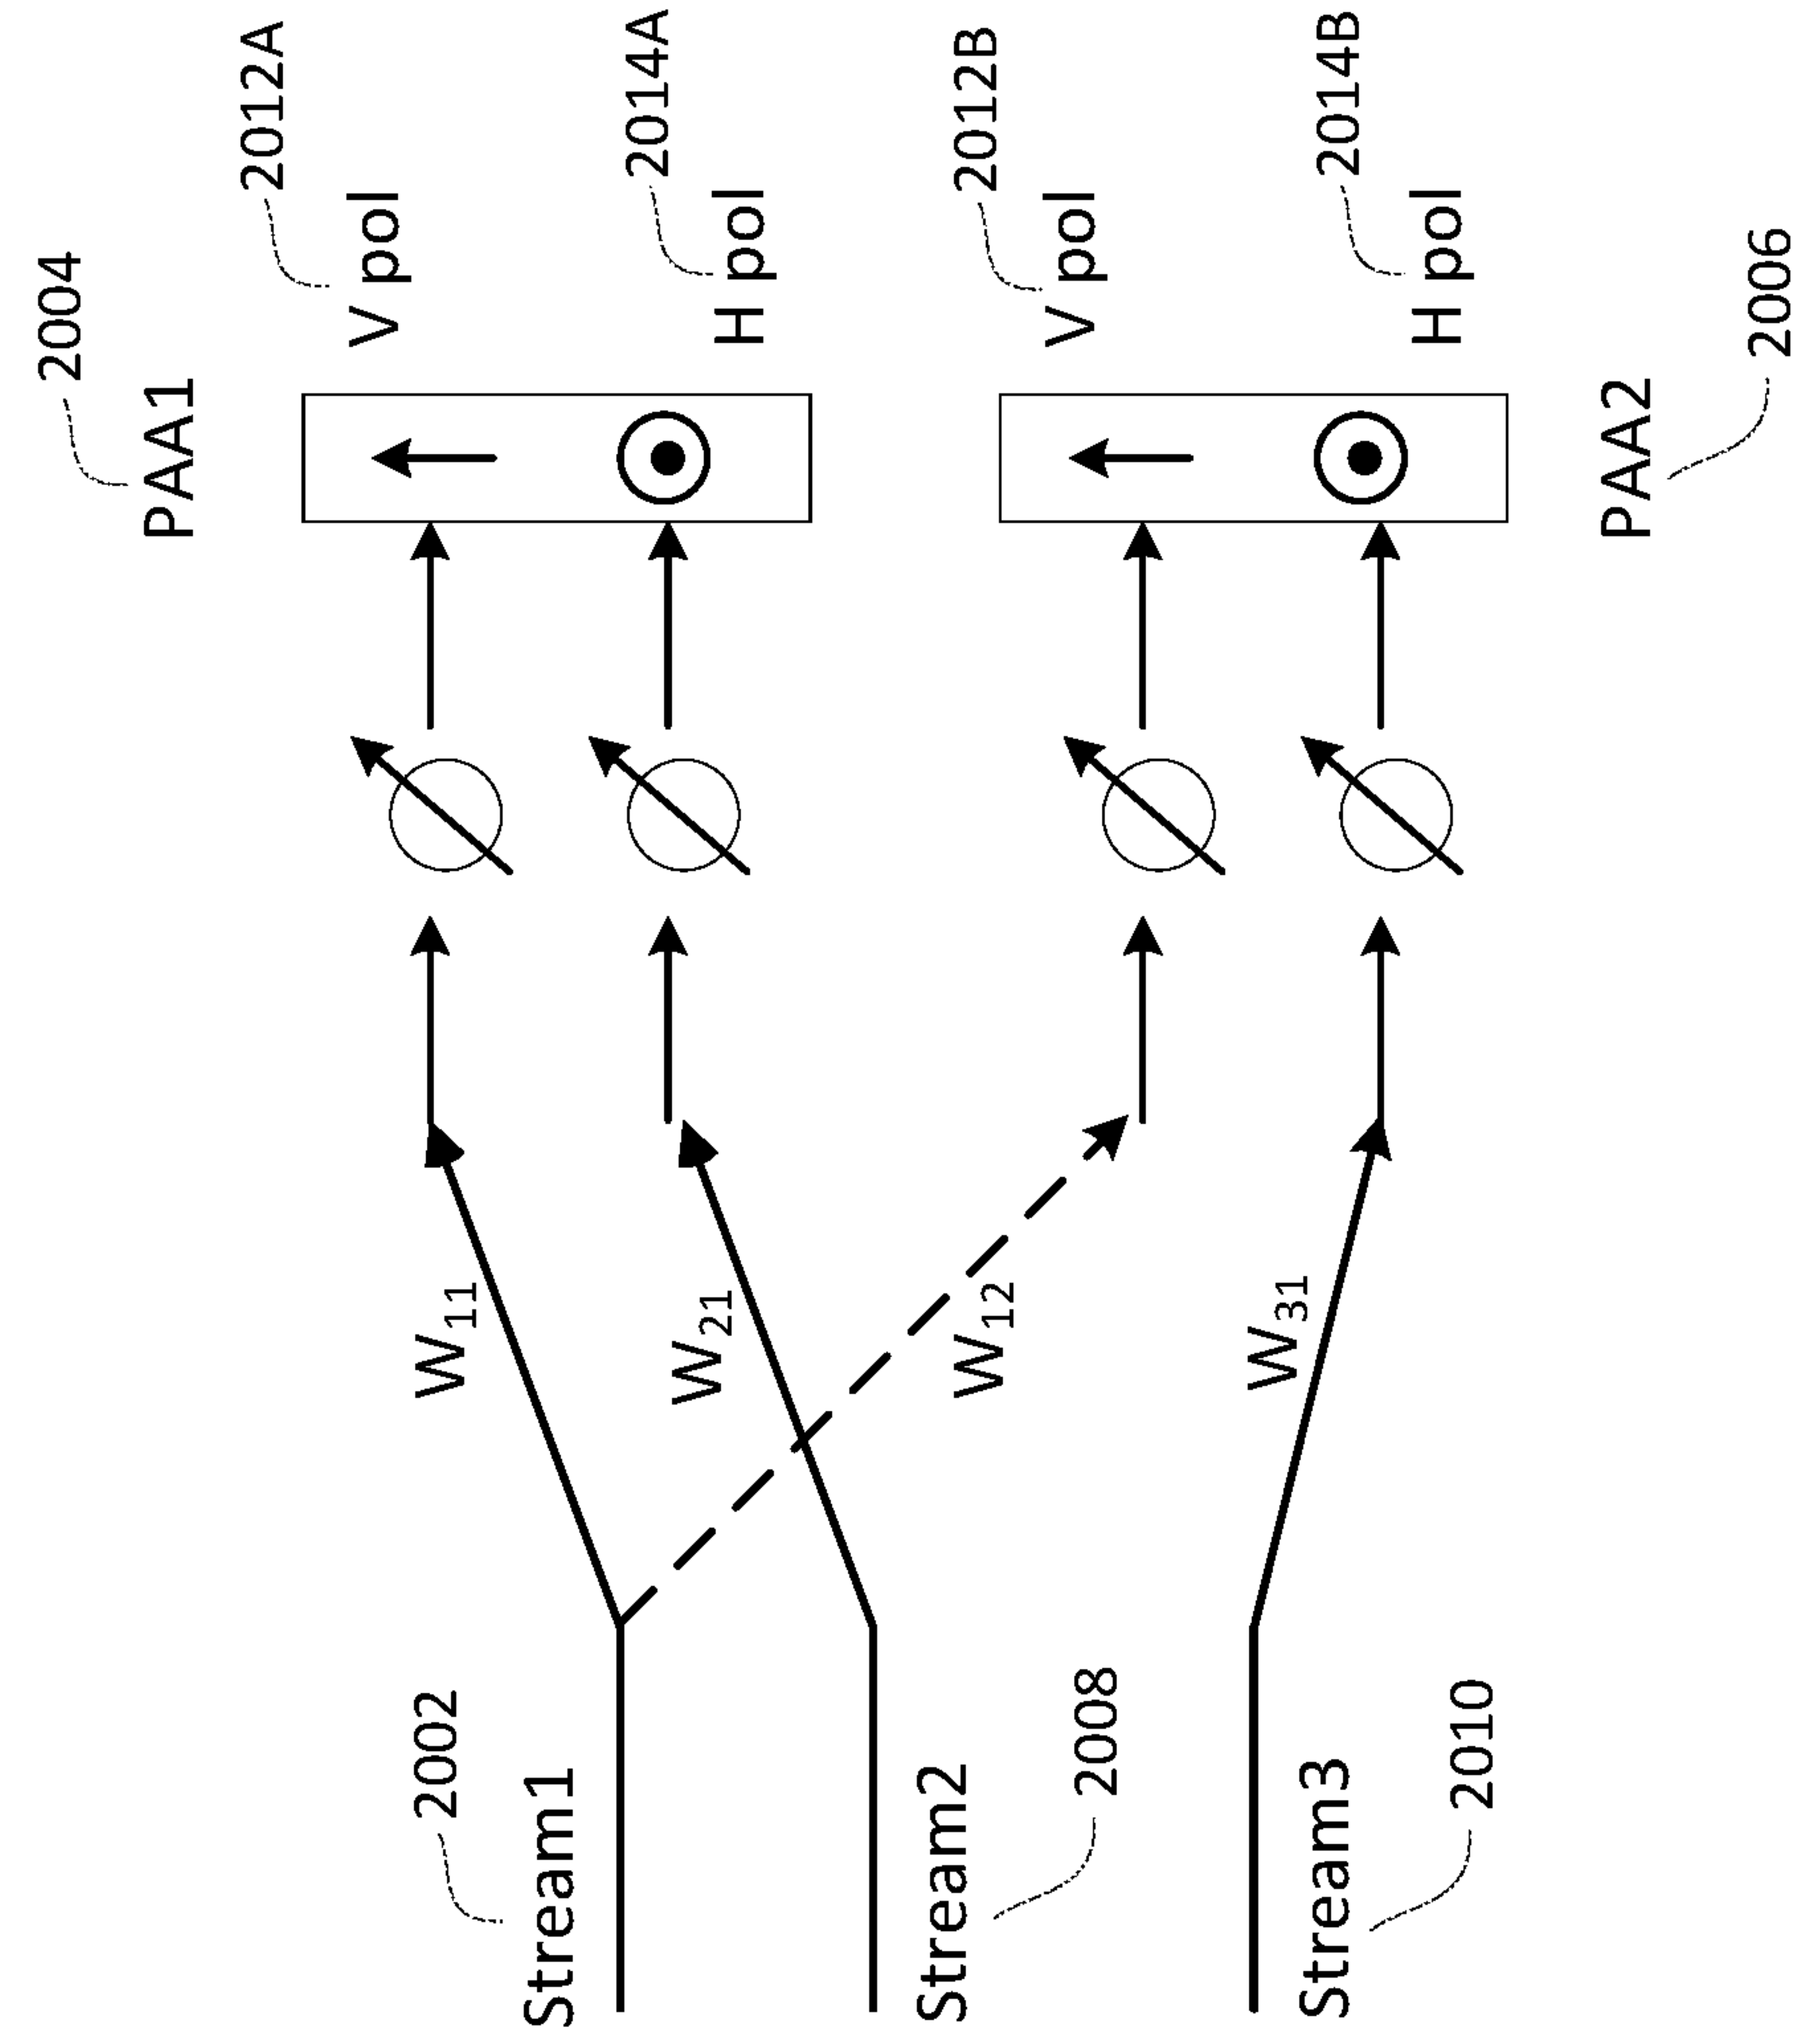 2004
PAA1
2012A
V pol
2014A
H pol
2012B
V pol
2014B
H pol
PAA2
2006
W11
W21
W12
W31
2002
Stream1
Stream2
2008
Stream3
2010